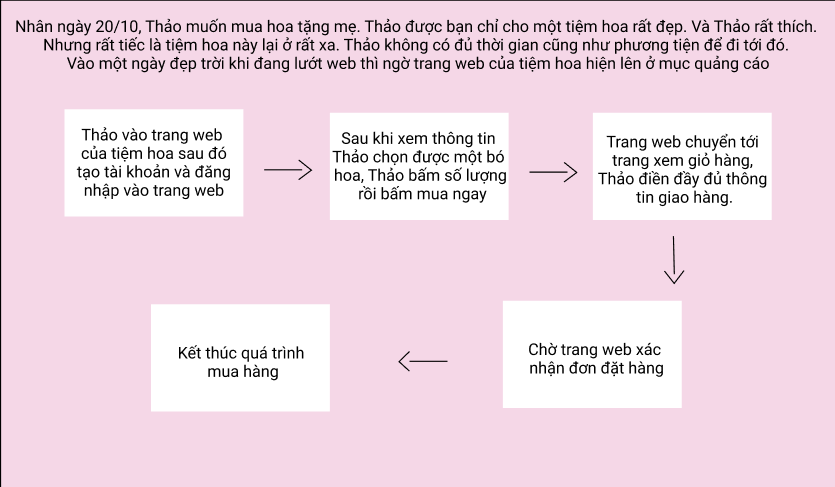 Nhân ngày 20/10, Thảo muốn mua hoa tặng mẹ. Thảo được bạn chỉ cho một tiệm hoa rất đẹp. Và Thảo rất thích.
Nhưng rất tiếc là tiệm hoa này lại ở rất xa. Thảo không có đủ thời gian cũng như phương tiện để đi tới đó.
Vào một ngày đẹp trời khi đang lướt web thì ngờ trang web của tiệm hoa hiện lên ở mục quảng cáo
Thảo vào trang web
của tiệm hoa sau đó
tạo tài khoản và đăng
nhập vào trang web
Sau khi xem thông tin
Thảo chọn được một bó
hoa, Thảo bấm số lượng
rồi bấm mua ngay
Trang web chuyển tới
trang xem giỏ hàng,
Thảo điền đầy đủ thông
tin giao hàng.
Chờ trang web xác
nhận đơn đặt hàng
Kết thúc quá trình
mua hàng